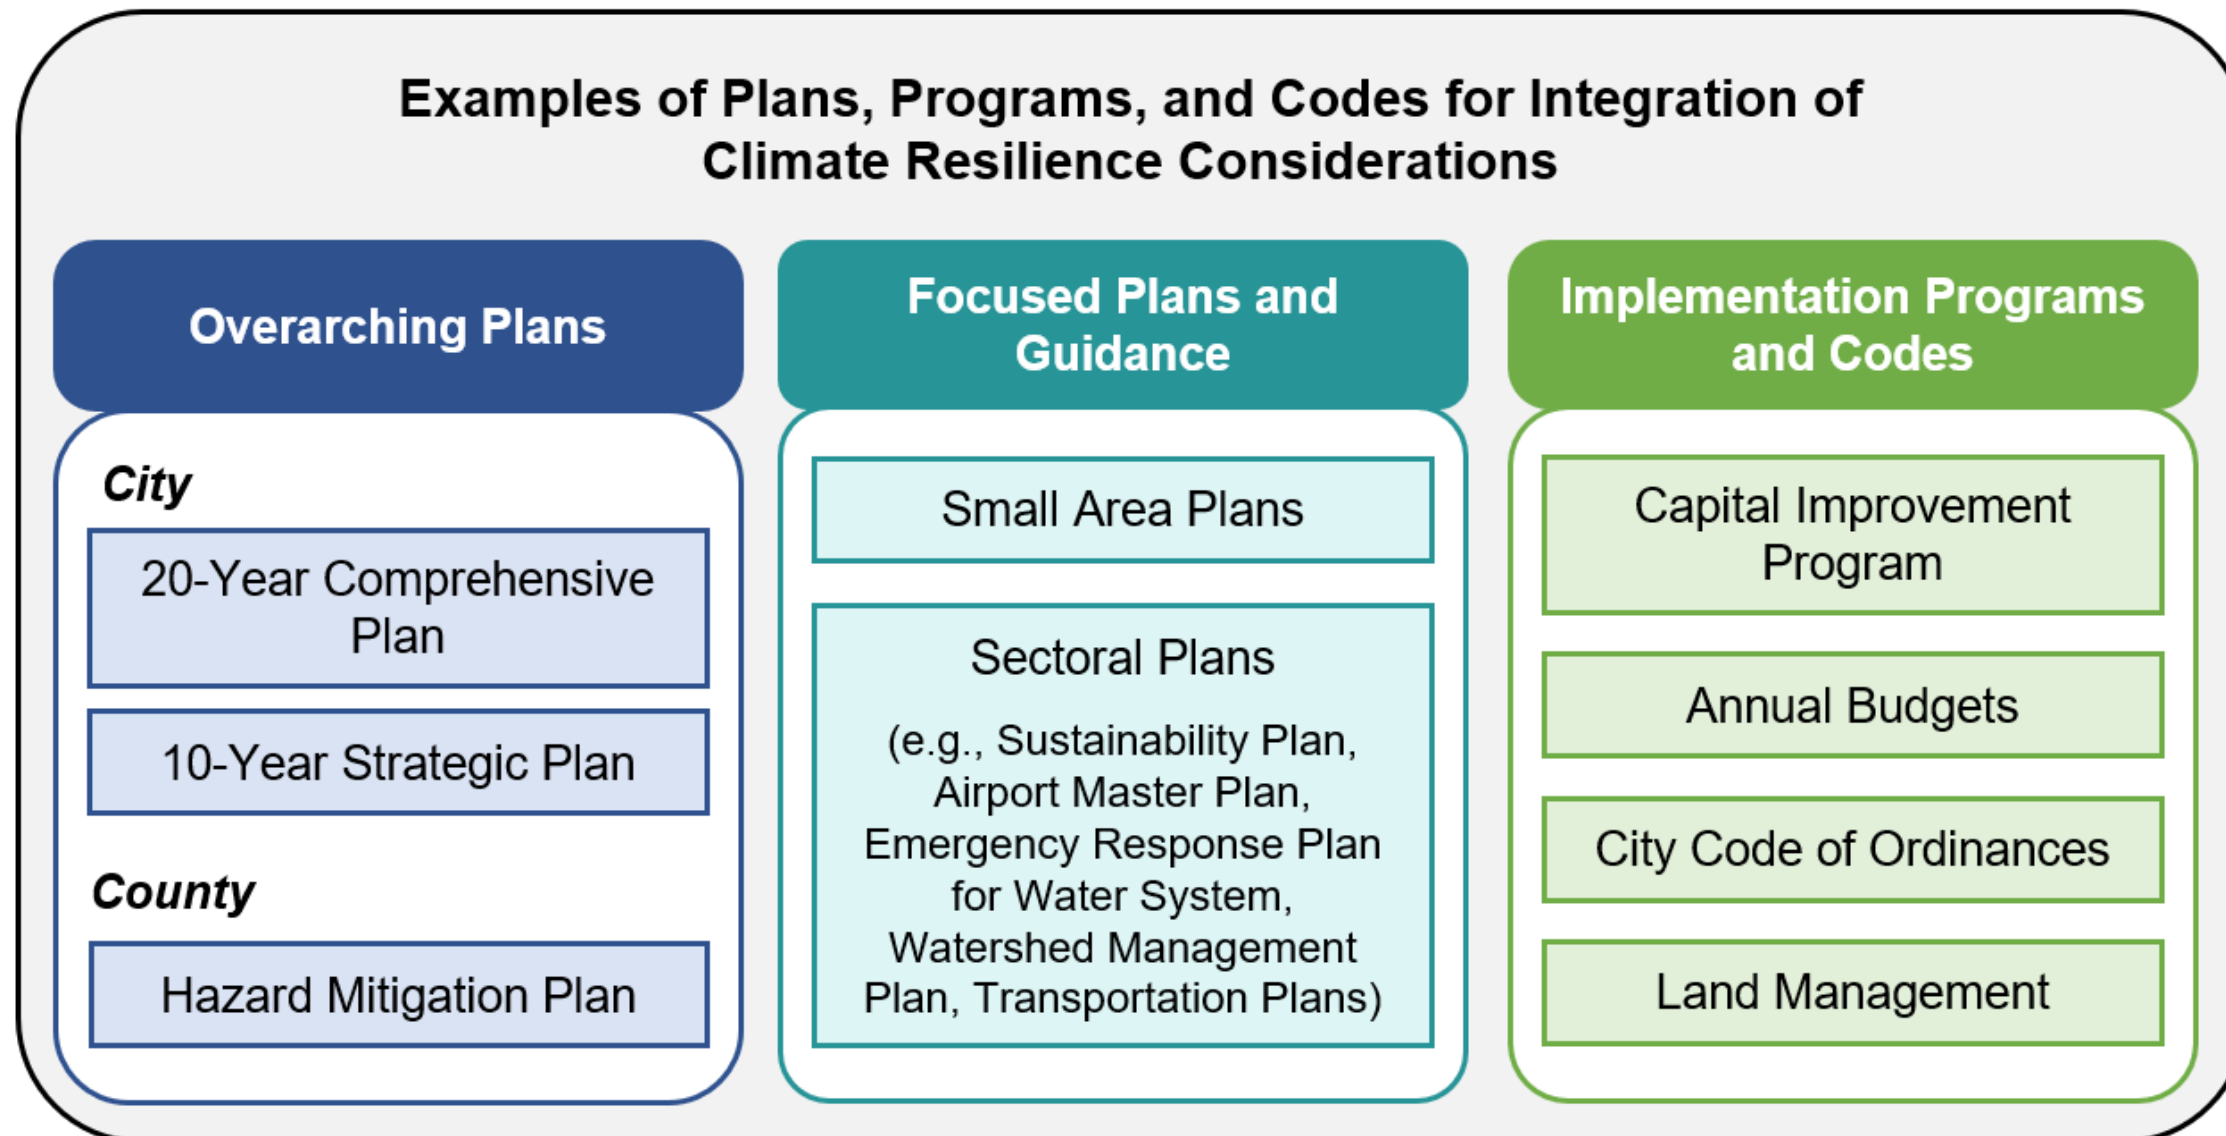 Examples of Plans, Programs, and Codes for Integration of
Climate Resilience Considerations
Overarching Plans
City
20-Year Comprehensive
Plan
10-Year Strategic Plan
County
Hazard Mitigation Plan
Focused Plans and
Guidance
Small Area Plans
Sectoral Plans
(e.g., Sustainability Plan,
Airport Master Plan,
Emergency Response Plan
for Water System,
Watershed Management
Plan, Transportation Plans)
Implementation Programs
and Codes
Capital Improvement
Program
Annual Budgets
City Code of Ordinances
Land Management